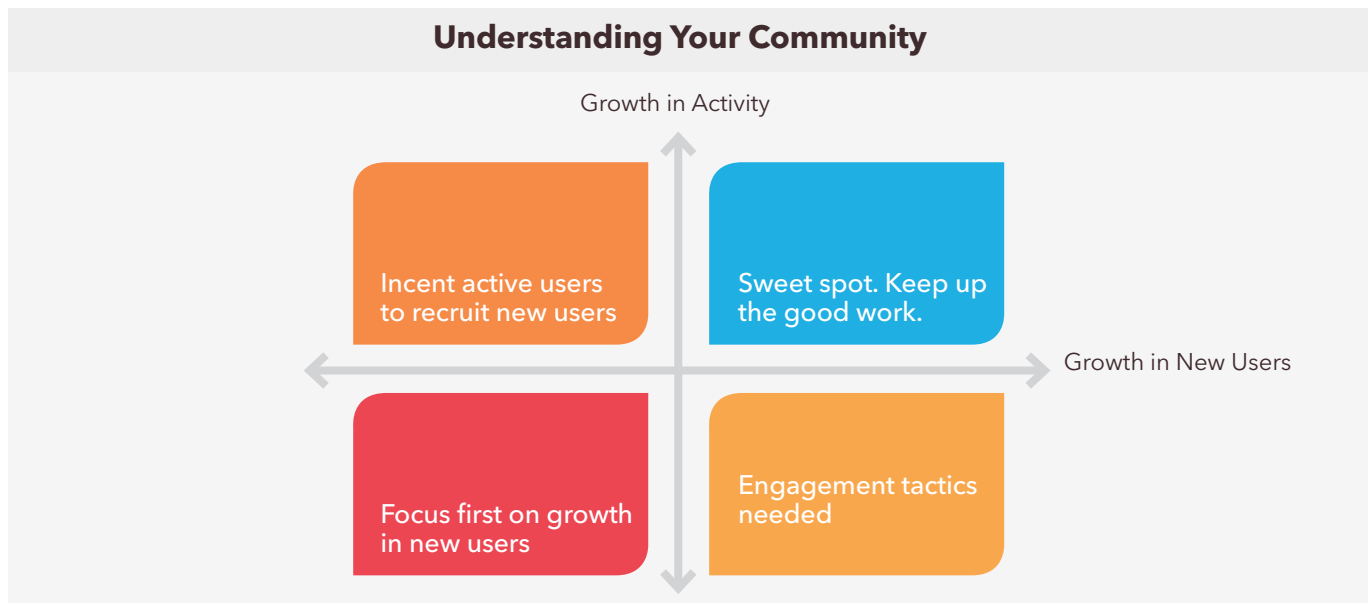 Understanding Your Community
Growth in Activity
Incent active users
to recruit new users
Sweet spot. Keep up
the good work.
Growth in New Users
Focus first on growth
in new users
Engagement tactics
needed